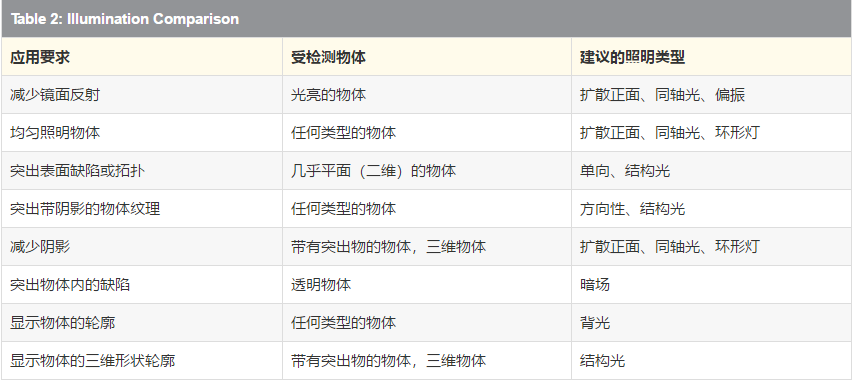 Table 2: Illumination Comparison
应用要求 受检测物体 建议的照明类型
减少镜面反射 光亮的物体 扩散正面、同轴光、偏振
均匀照明物体 任何类型的物体 扩散正面、同轴光、环形灯
突出表面缺陷或拓扑 几乎平面（二维）的物体 单向、结构光
突出带阴影的物体纹理 任何类型的物体 方向性、结构光
减少阴影 带有突出物的物体，三维物体 扩散正面、同轴光、环形灯
突出物体内的缺陷 透明物体 暗场
显示物体的轮廓 任何类型的物体 背光
显示物体的三维形状轮廓 带有突出物的物体，三维物体 结构光